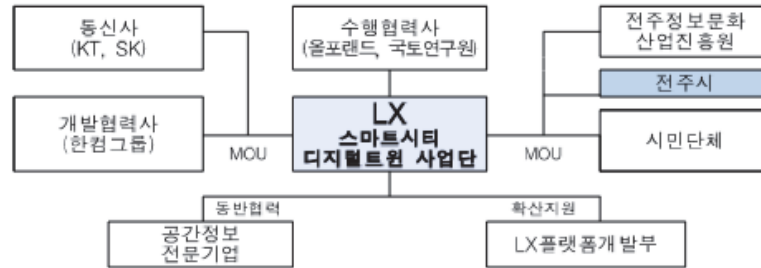 통신사
(KT, SK)
수행협력사
(올포랜드, 국토연구원)
전주정보문화
산업진흥원
전주시
개발협력사
(한컴그룹)
MOU
LX
스마트시티
디지털트윈 사업단
MOU
시민단체
동반협력
확산지원
공간정보
전문기업
LX플랫폼개발부